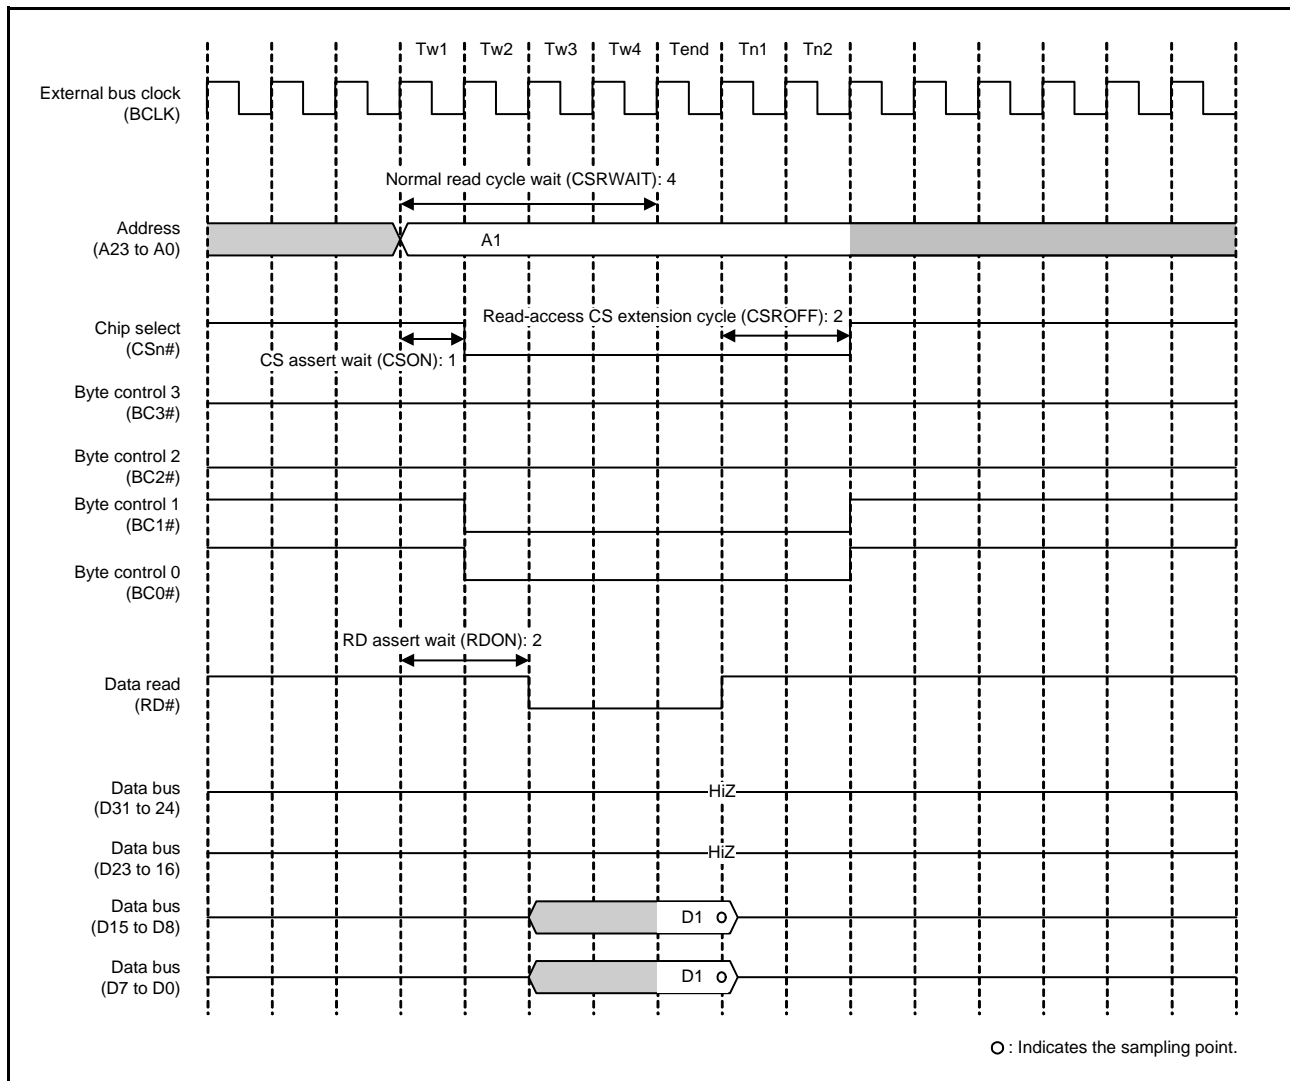 Tw1 Tw2 Tw3 Tw4 Tend Tn1 Tn2
External bus clock
(BCLK)
Normal read cycle wait (CSRWAIT): 4
Address
(A23 to A0)
A1
Read-access CS extension cycle (CSROFF): 2
Chip select
(CSn#)
CS assert wait (CSON): 1
Byte control 3
(BC3#)
Byte control 2
(BC2#)
Byte control 1
(BC1#)
Byte control 0
(BC0#)
RD assert wait (RDON): 2
Data read
(RD#)
Data bus
(D31 to 24)
HiZ
Data bus
(D23 to 16)
HiZ
Data bus
(D15 to D8)
D1
Data bus
(D7 to D0)
D1
: Indicates the sampling point.